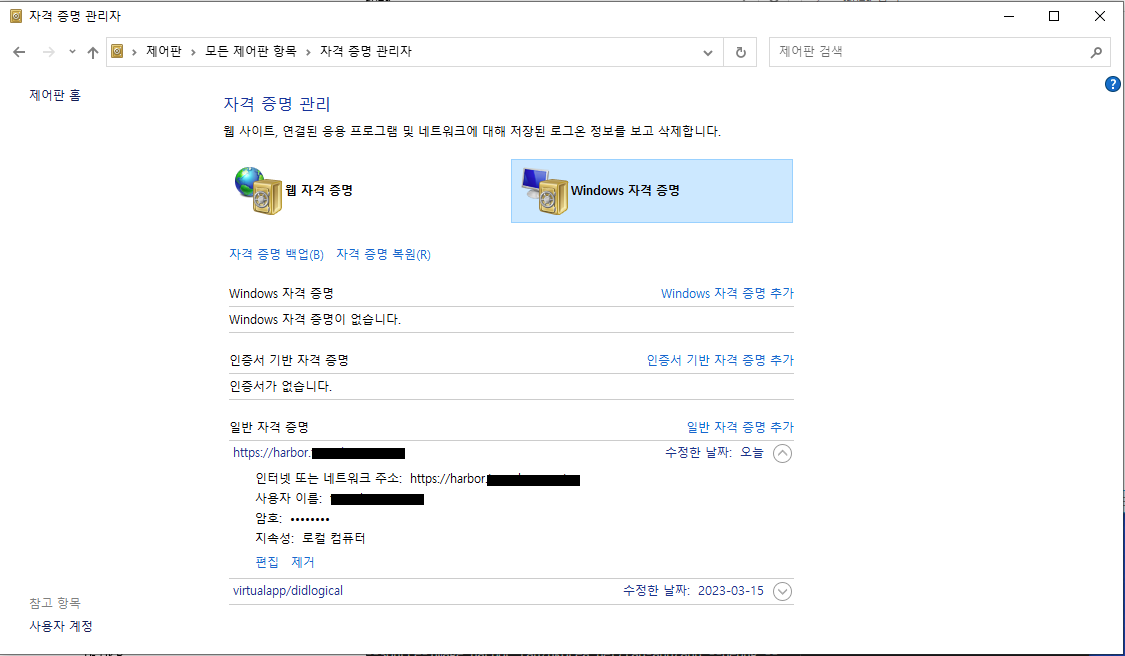 자격 증명 관리자
제어판 > 모든 제어판 항목 > 자격 증명 관리자
제어판 검색
제어판 홈
자격 증명 관리
웹 사이트, 연결된 응용 프로그램 및 네트워크에 대해 저장된 로그온 정보를 보고 삭제합니다.
웹 자격 증명
Windows 자격 증명
자격 증명 백업(B) 자격 증명 복원(R)
Windows 자격 증명 Windows 자격 증명 추가
Windows 자격 증명이 없습니다.
인증서 기반 자격 증명 인증서 기반 자격 증명 추가
인증서가 없습니다.
일반 자격 증명 일반 자격 증명 추가
https://harbor. 수정한 날짜: 오늘
인터넷 또는 네트워크 주소: https://harbor.
사용자 이름:
암호: ••••••••
지속성: 로컬 컴퓨터
편집 제거
virtualapp/didlogical 수정한 날짜: 2023-03-15
참고 항목
사용자 계정